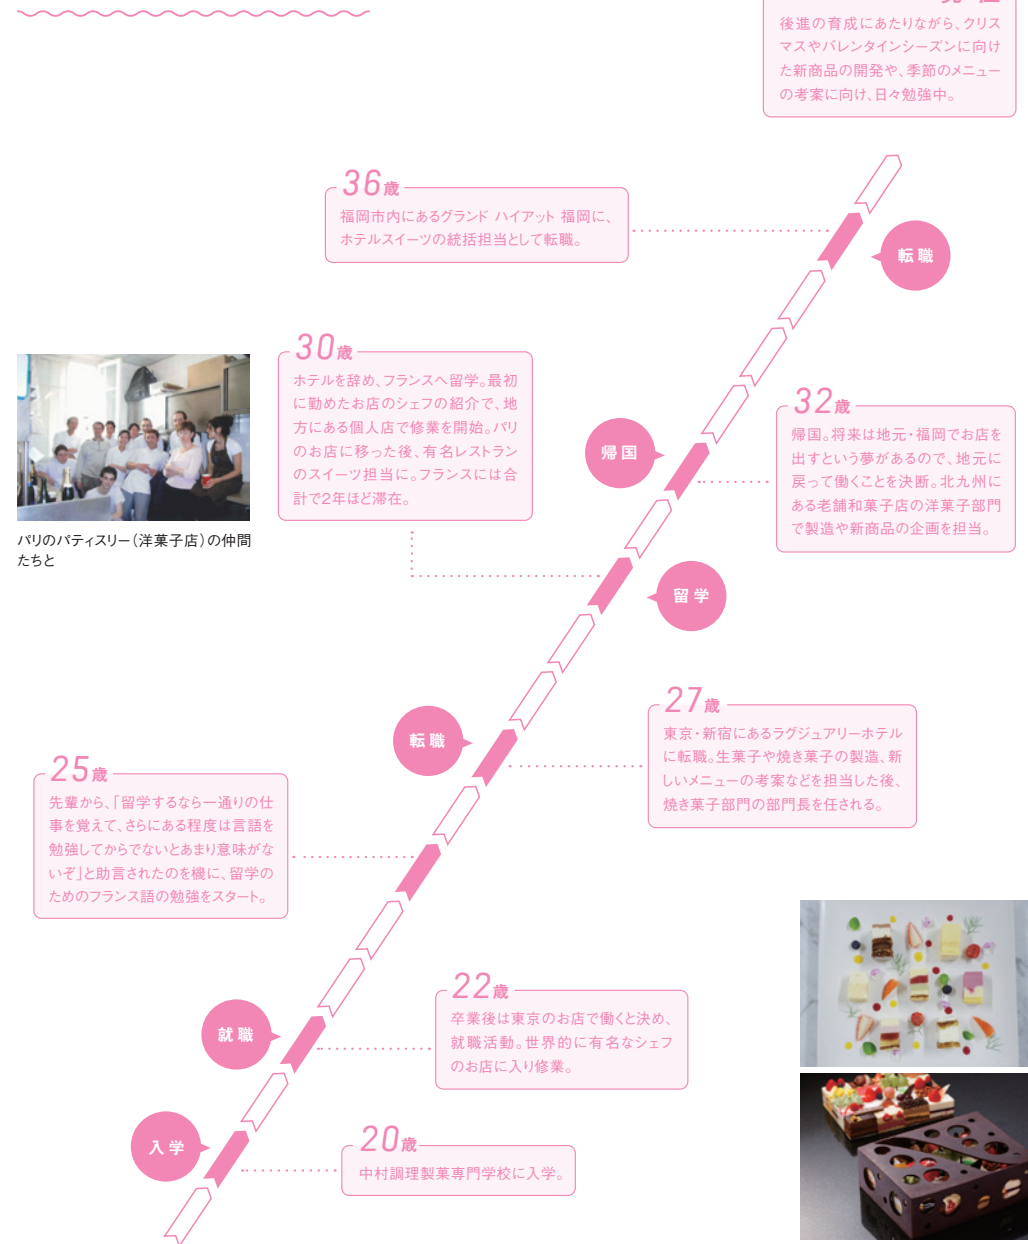 後進の育成にあたりながら、クリス
マスやバレンタインシーズンに向け
た新商品の開発や、季節のメニュー
の考案に向け、日々勉強中。
36歳
福岡市内にあるグランド ハイアット 福岡に、
ホテルスイーツの統括担当として転職。
転職
30歳
ホテルを辞め、フランスへ留学。最初
に勤めたお店のシェフの紹介で、地
方にある個人店で修業を開始。パリ
のお店に移った後、有名レストラン
のスイーツ担当に。フランスには合
計で2年ほど滞在。
パリのパティスリー(洋菓子店)の仲間
たちと
帰国
32歳
帰国。将来は地元・福岡でお店を
出すという夢があるので、地元に
戻って働くことを決断。北九州に
ある老舗和菓子店の洋菓子部門
で製造や新商品の企画を担当。
留学
転職
27歳
東京・新宿にあるラグジュアリーホテル
に転職。生菓子や焼き菓子の製造、新
しいメニューの考案などを担当した後、
焼き菓子部門の部門長を任される。
25歳
先輩から、「留学するなら一通りの仕
事を覚えて、さらにある程度は言語を
勉強してからでないとあまり意味がな
いぞ」と助言されたのを機に、留学の
ためのフランス語の勉強をスタート。
就職
22歳
卒業後は東京のお店で働くと決め、
就職活動。世界的に有名なシェフ
のお店に入り修業。
入学
20歳
中村調理製菓専門学校に入学。